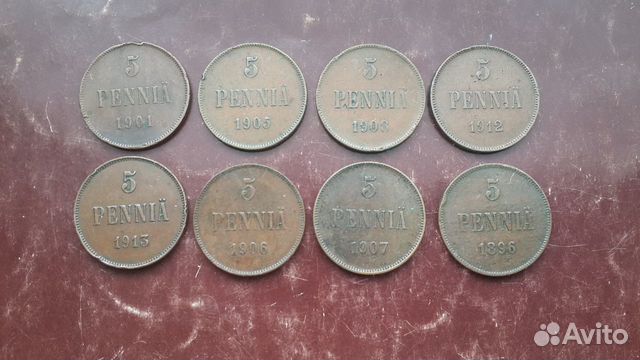 5
PENNIÄ
1901
5
PENNIÄ
1905
5
PENNIÄ
1908
5
PENNIÄ
1912
5
PENNIÄ
1913
5
PENNIÄ
1906
5
PENNIÄ
1907
5
PENNIÄ
1896
Avito